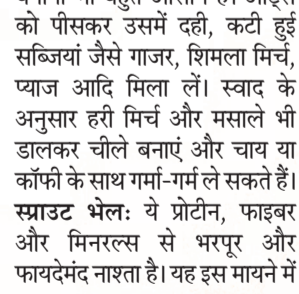 को पीसकर उसमें दही, कटी हुई
सब्जियां जैसे गाजर, शिमला मिर्च,
प्याज आदि मिला लें। स्वाद के
अनुसार हरी मिर्च और मसाले भी
डालकर चीले बनाएं और चाय या
कॉफी के साथ गर्मा-गर्म ले सकते हैं।
स्प्राउट भेल: ये प्रोटीन, फाइबर
और मिनरल्स से भरपूर और
फायदेमंद नाश्ता है। यह इस मायने में